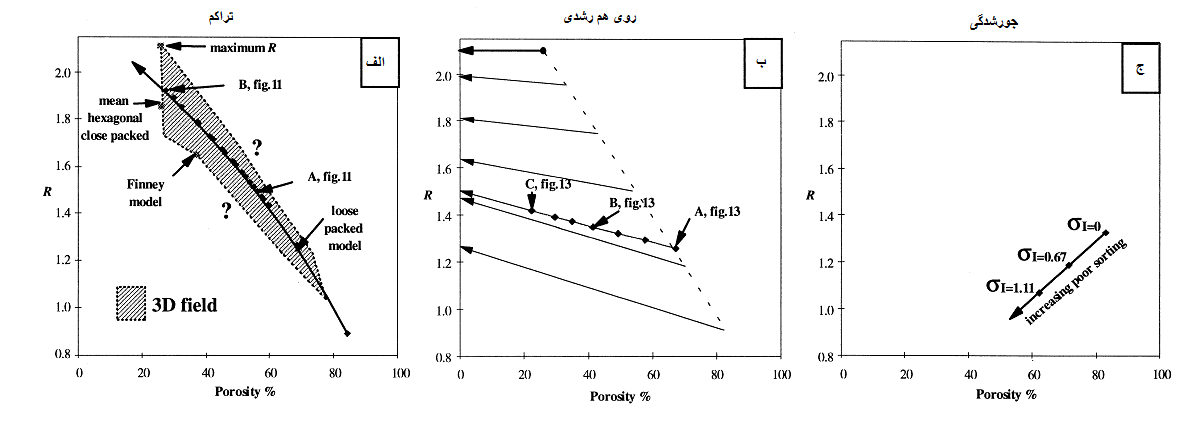 تراکم
الف
maximum R
B, fig.11
mean
hexagonal
close packed
?
Finney
model
A, fig.11
?
loose
packed
model
3D field
R
2.0
1.8
1.6
1.4
1.2
1.0
0.8
0
20
40
60
80
100
Porosity %
روی هم رشدی
ب
R
2.0
1.8
1.6
1.4
1.2
1.0
0.8
C, fig.13
B, fig.13
A, fig.13
0
20
40
60
80
100
Porosity %
جورشدگی
ج
R
2.0
1.8
1.6
1.4
1.2
1.0
0.8
σI=0
σI=0.67
σI=1.11
increasing poor sorting
0
20
40
60
80
100
Porosity %